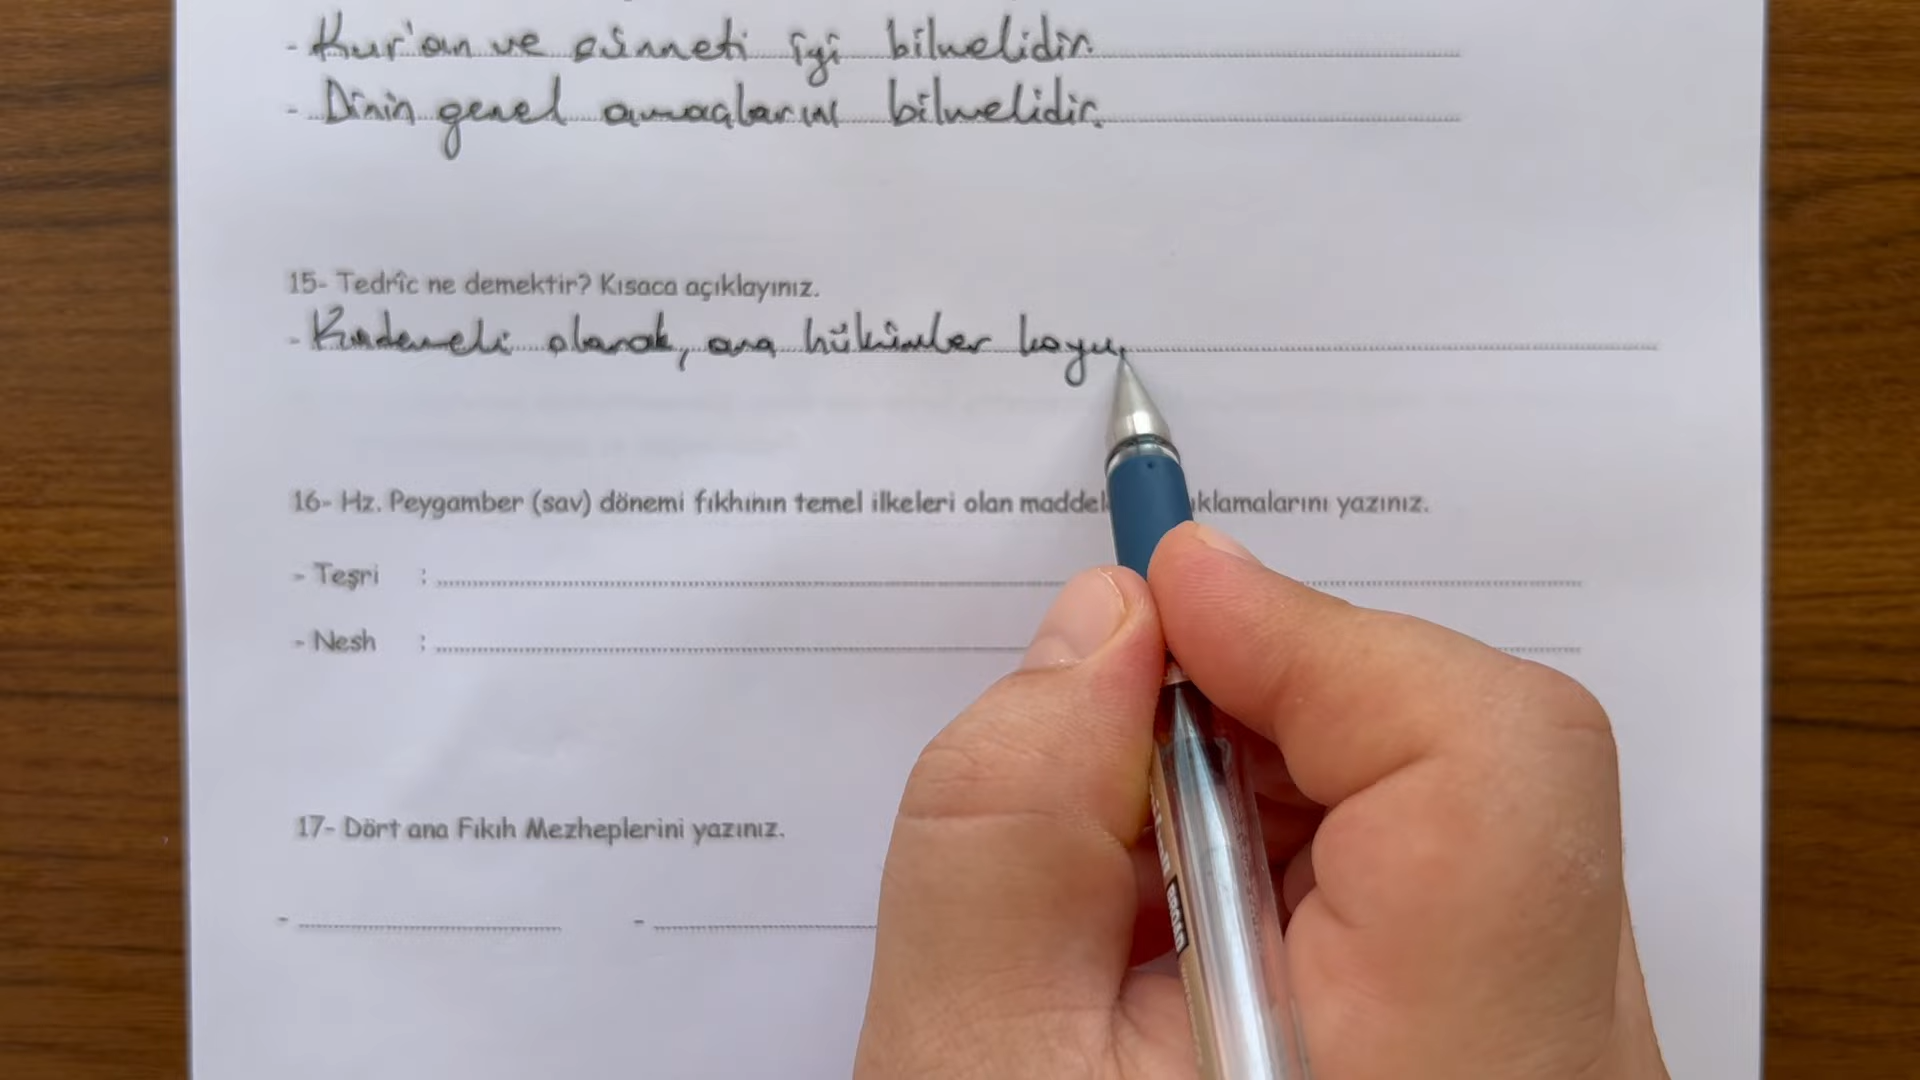 - Kur'an ve sünneti iyi bilmelidir.
- Dinin genel amaçlarını bilmelidir.
15- Tedrîc ne demektir? Kısaca açıklayınız.
- Kademeli olarak, ana hükümler koyu
16- Hz. Peygamber (sav) dönemi fıkhının temel ilkeleri olan maddel klamalarını yazınız.
- Teşri :
- Nesh :
17- Dört ana Fıkıh Mezheplerini yazınız.
- -